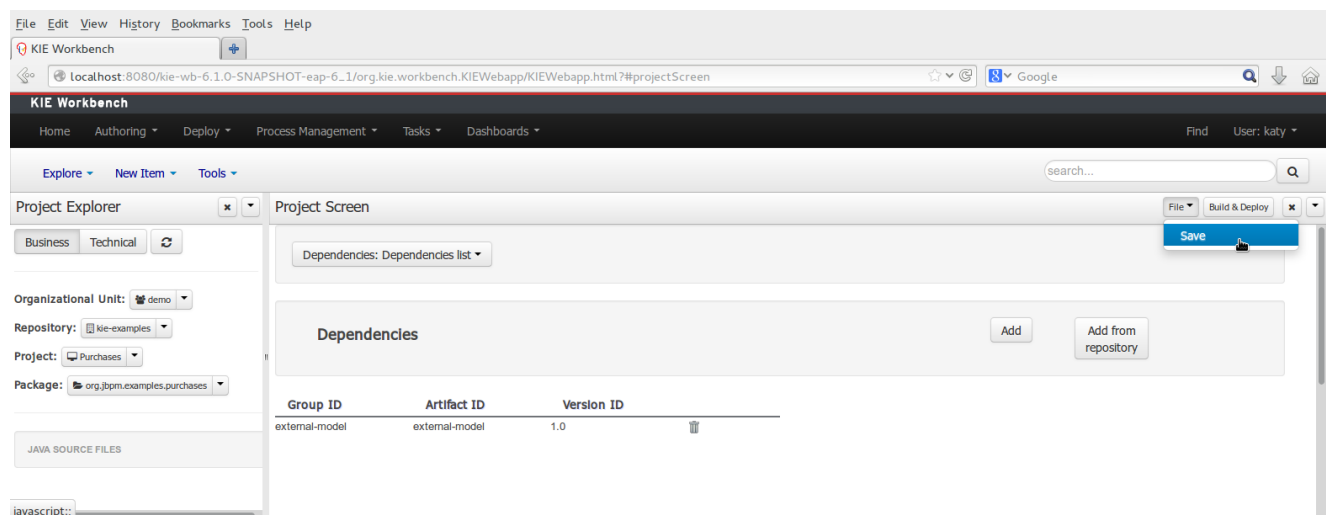 File Edit View History Bookmarks Tools Help
KIE Workbench
localhost:8080/kie-wb-6.1.0-SNAPSHOT-eap-6_1/org.kie.workbench.KIEWebapp/KIEWebapp.html?#projectScreen
Google
KIE Workbench
Home Authoring Deploy Process Management Tasks Dashboards Find User: katy
Explore New Item Tools search...
Project Explorer Project Screen File Build & Deploy
Business Technical Save
Dependencies: Dependencies list
Organizational Unit: demo
Repository: kie-examples
Dependencies Add Add from
repository
Project: Purchases
Package: org.jbpm.examples.purchases
Group ID Artifact ID Version ID
external-model external-model 1.0
JAVA SOURCE FILES
javascript:;